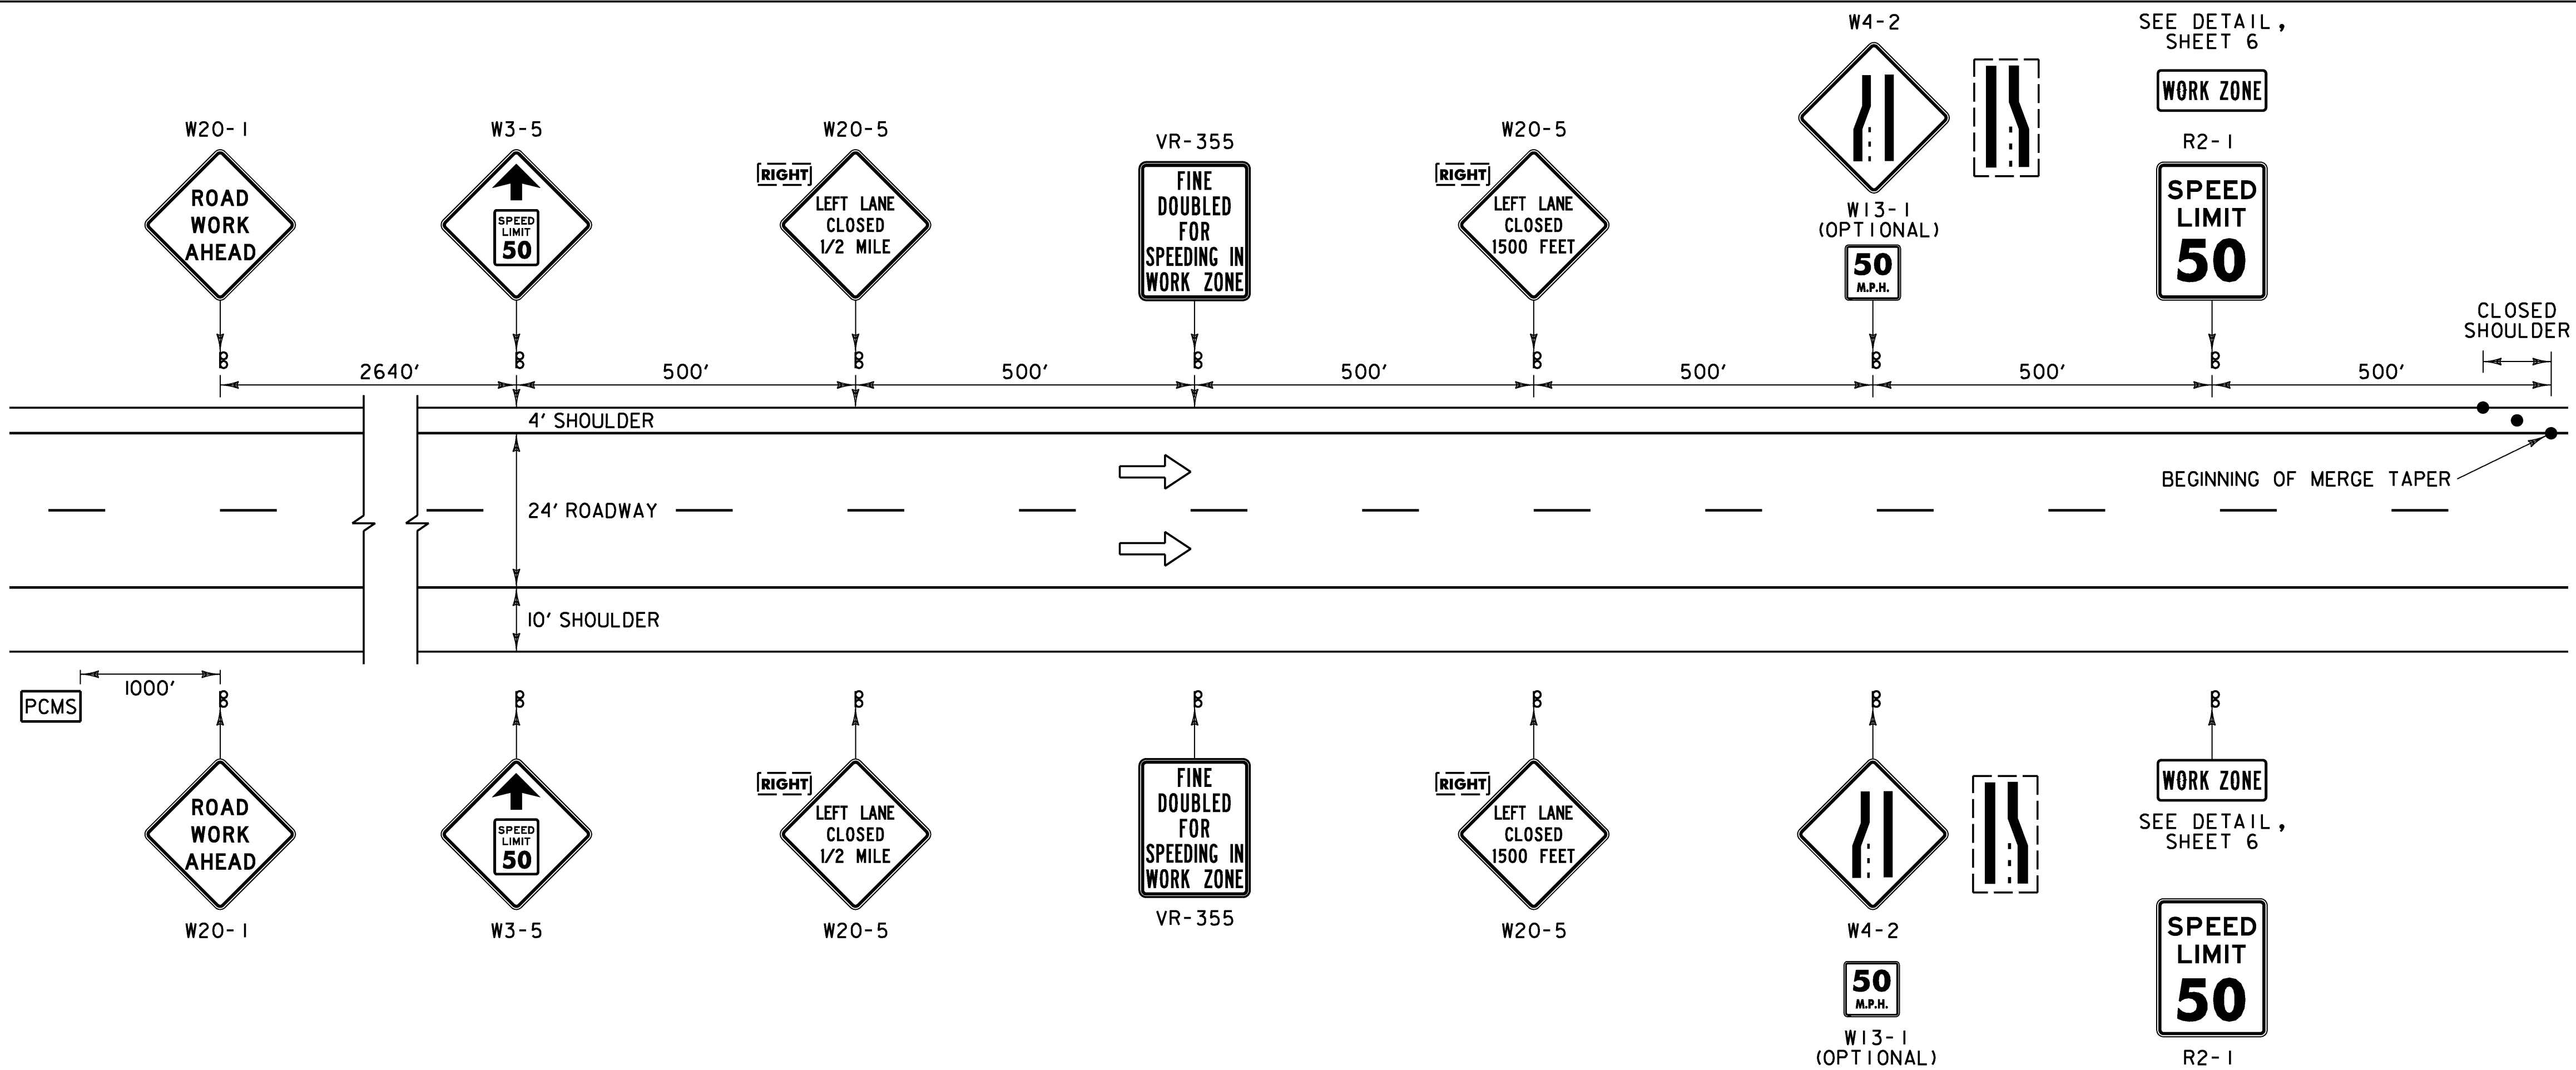 W4-2
SEE DETAIL,
SHEET 6
WORK ZONE
W20-1
W3-5
W20-5
VR-355
W20-5
R2-1
ROAD
WORK
AHEAD
SPEED
LIMIT
50
RIGHT
LEFT LANE
CLOSED
1/2 MILE
FINE
DOUBLED
FOR
SPEEDING IN
WORK ZONE
RIGHT
LEFT LANE
CLOSED
1500 FEET
W13-1
(OPTIONAL)
50
M.P.H.
SPEED
LIMIT
50
CLOSED
SHOULDER
2640'
500'
500'
500'
500'
500'
500'
4' SHOULDER
BEGINNING OF MERGE TAPER
24' ROADWAY
10' SHOULDER
1000'
PCMS
ROAD
WORK
AHEAD
W20-1
SPEED
LIMIT
50
W3-5
RIGHT
LEFT LANE
CLOSED
1/2 MILE
W20-5
FINE
DOUBLED
FOR
SPEEDING IN
WORK ZONE
VR-355
RIGHT
LEFT LANE
CLOSED
1500 FEET
W20-5
W4-2
50
M.P.H.
W13-1
(OPTIONAL)
WORK ZONE
SEE DETAIL,
SHEET 6
SPEED
LIMIT
50
R2-1